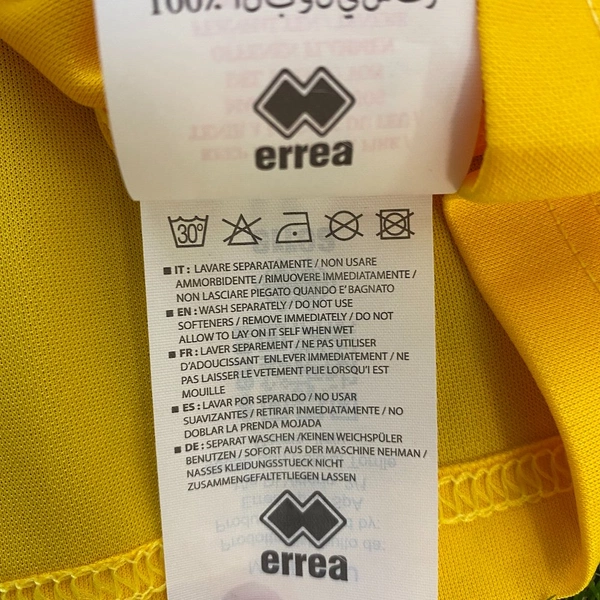 100%
errea
30°
■ IT : LAVARE SEPARATAMENTE / NON USARE
AMMORBIDENTE / RIMUOVERE IMMEDIATAMENTE /
NON LASCIARE PIEGATO QUANDO E' BAGNATO
■ EN : WASH SEPARATELY / DO NOT USE
SOFTENERS / REMOVE IMMEDIATELY / DO NOT
ALLOW TO LAY ON IT SELF WHEN WET
■ FR : LAVER SEPAREMENT / NE PAS UTILISER
D'ADOUCISSANT ENLEVER IMMEDIATEMENT / NE
PAS LAISSER LE VETEMENT PLIE LORSQU'I EST
MOUILLE
■ ES : LAVAR POR SEPARADO / NO USAR
SUAVIZANTES / RETIRAR INMEDIATAMENTE / NO
DOBLAR LA PRENDA MOJADA
■ DE : SEPARAT WASCHEN /KEINEN WEICHSPÜLER
BENUTZEN / SOFORT AUS DER MASCHINE NEHMAN /
NASSES KLEIDUNGSSTUECK NICHT
ZUSAMMENGEFALTETLIEGEN LASSEN
errea